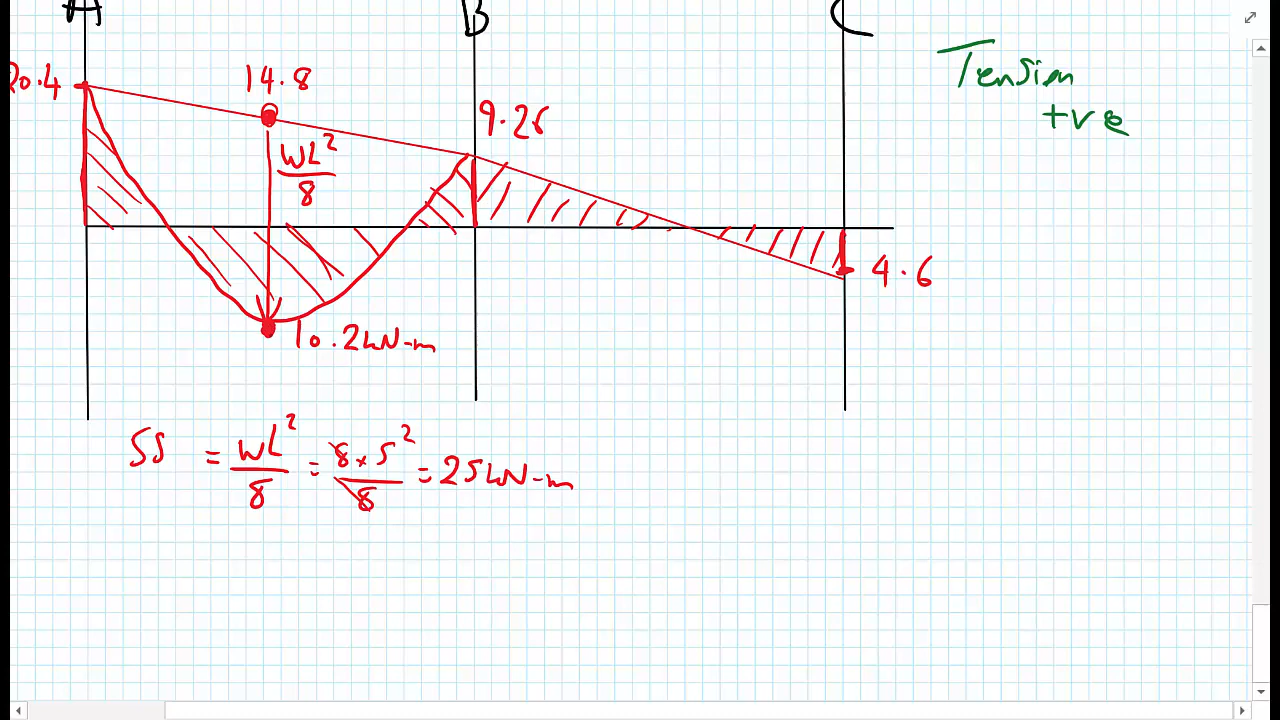 A B C
Tension
+ve
20.4
14.8
9.26
WL²/8
4.6
10.2kN-m
SS = WL²/8 = 8×5²/8 = 25kN-m